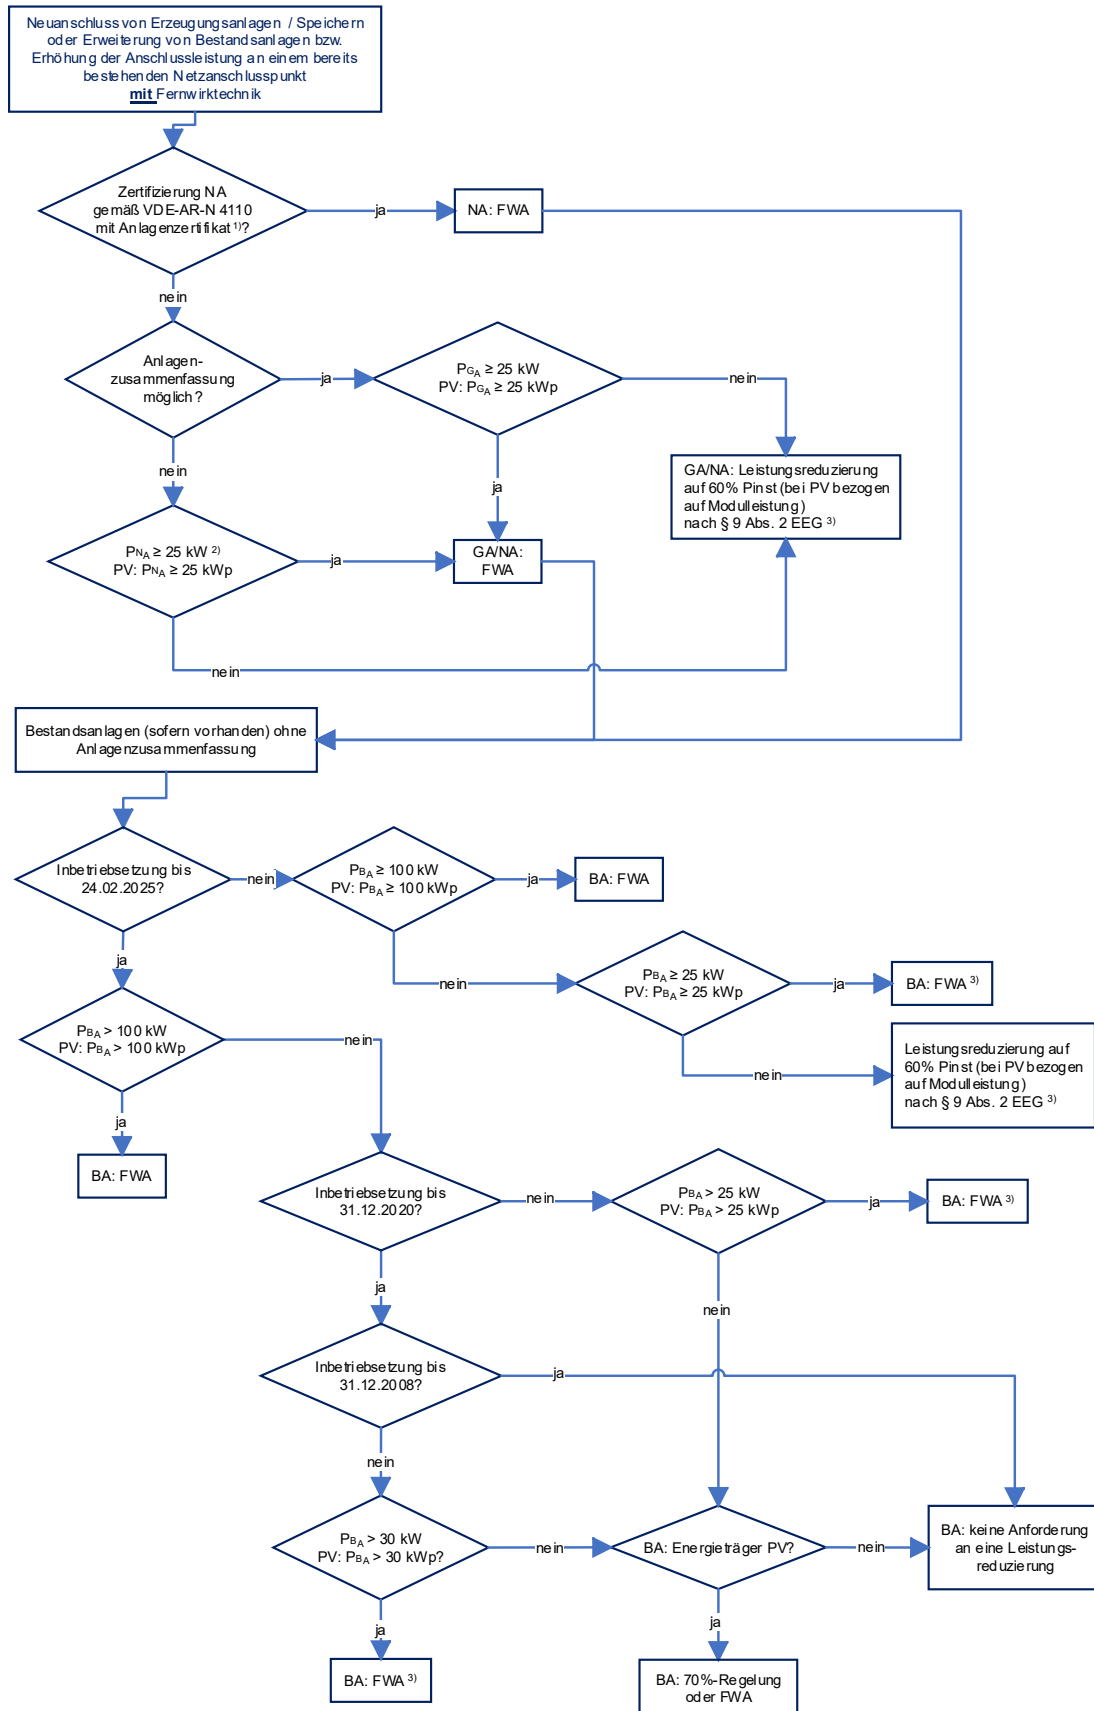 Neuanschluss von Erzeugungsanlagen / Speichern
oder Erweiterung von Bestandsanlagen bzw.
Erhöhung der Anschlussleistung an einem bereits
bestehenden Netzanschlusspunkt
mit Fernwirktechnik
Zertifizierung NA
gemäß VDE-AR-N 4110
mit Anlagenzertifikat 1)?
ja
NA: FWA
nein
Anlagen-
zusammenfassung
möglich?
ja
PGA ≥ 25 kW
PV: PGA ≥ 25 kWp
nein
nein
ja
GA/NA: Leistungsreduzierung
auf 60% Pinst (bei PV bezogen
auf Modulleistung)
nach § 9 Abs. 2 EEG 3)
PNA ≥ 25 kW 2)
PV: PNA ≥ 25 kWp
ja
GA/NA:
FWA
nein
Bestandsanlagen (sofern vorhanden) ohne
Anlagenzusammenfassung
Inbetriebsetzung bis
24.02.2025?
nein
PBA ≥ 100 kW
PV: PBA ≥ 100 kWp
ja
BA: FWA
ja
nein
PBA ≥ 25 kW
PV: PBA ≥ 25 kWp
ja
BA: FWA 3)
PBA > 100 kW
PV: PBA > 100 kWp
nein
nein
Leistungsreduzierung auf
60% Pinst (bei PV bezogen
auf Modulleistung)
nach § 9 Abs. 2 EEG 3)
ja
BA: FWA
Inbetriebsetzung bis
31.12.2020?
nein
PBA > 25 kW
PV: PBA > 25 kWp
ja
BA: FWA 3)
ja
nein
Inbetriebsetzung bis
31.12.2008?
ja
nein
PBA > 30 kW
PV: PBA > 30 kWp?
nein
BA: Energieträger PV?
nein
BA: keine Anforderung
an eine Leistungs-
reduzierung
ja
ja
BA: FWA 3)
BA: 70%-Regelung
oder FWA